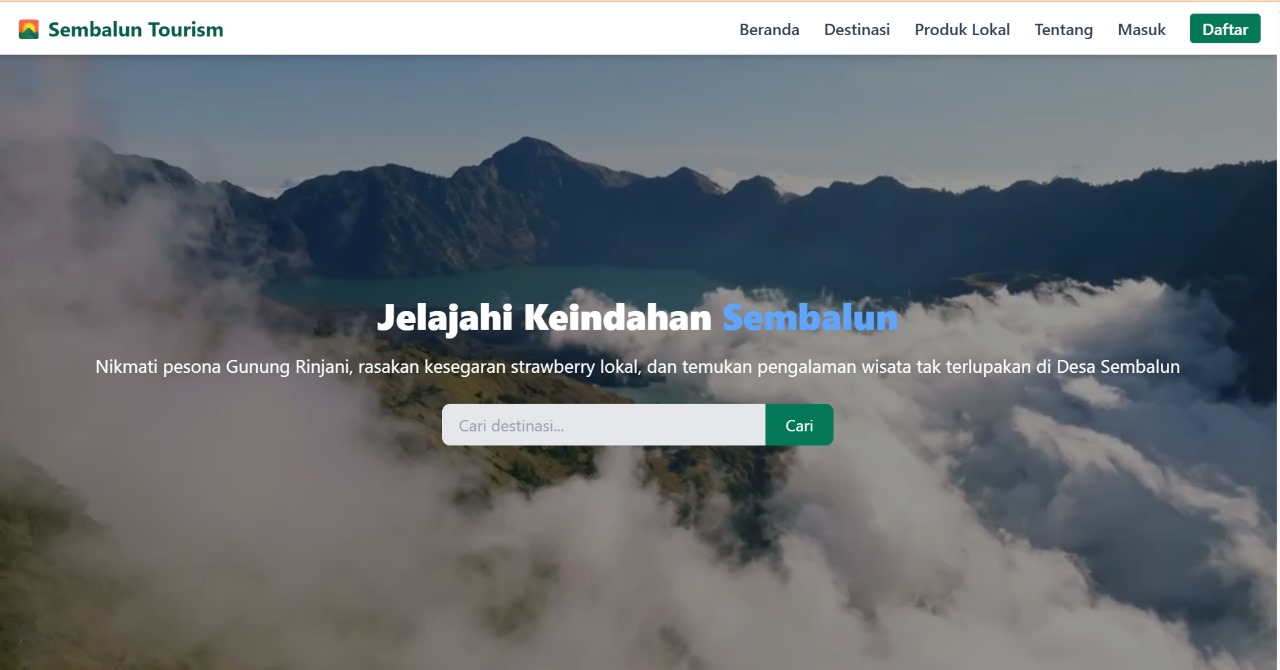 Sembalun Tourism
Beranda Destinasi Produk Lokal Tentang Masuk Daftar
Jelajahi Keindahan Sembalun
Nikmati pesona Gunung Rinjani, rasakan kesegaran strawberry lokal, dan temukan pengalaman wisata tak terlupakan di Desa Sembalun
Cari destinasi... Cari